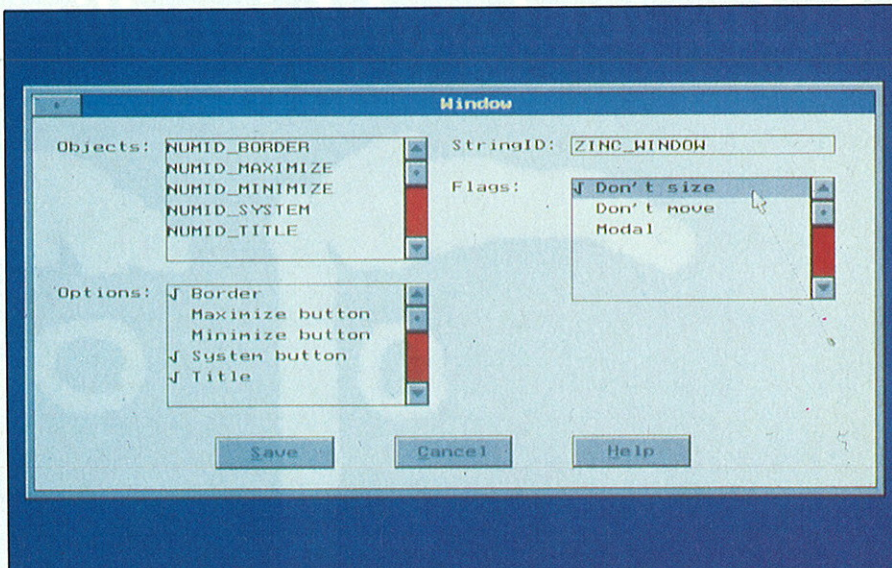 Window
Objects:
NUMID_BORDER
NUMID_MAXIMIZE
NUMID_MINIMIZE
NUMID_SYSTEM
NUMID_TITLE
StringID: ZINC_WINDOW
Flags:
√ Don't size
Don't move
Modal
Options:
√ Border
Maximize button
Minimize button
√ System button
√ Title
Save
Cancel
Help